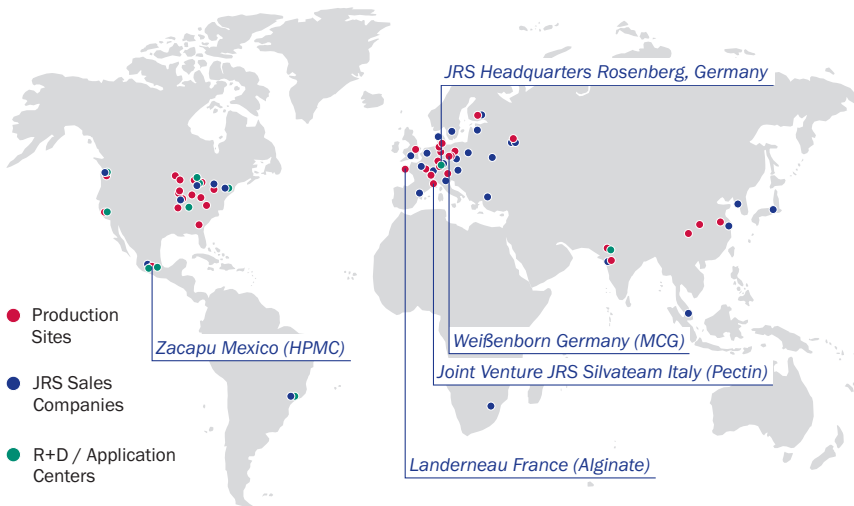 JRS Headquarters Rosenberg, Germany
Production
Sites
Zacapu Mexico (HPMC)
Weißenborn Germany (MCG)
Joint Venture JRS Silvateam Italy (Pectin)
JRS Sales
Companies
R+D / Application
Centers
Landerneau France (Alginate)